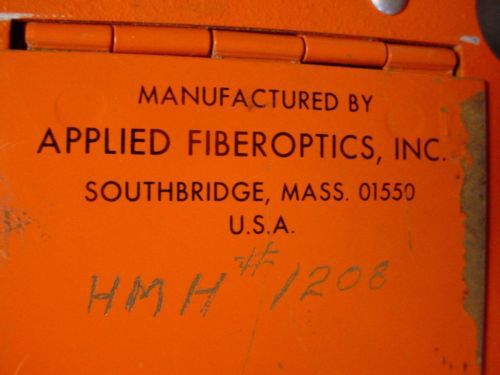 MANUFACTURED BY
APPLIED FIBEROPTICS, INC.
SOUTHBRIDGE, MASS. 01550
U.S.A.
HMH # 1208